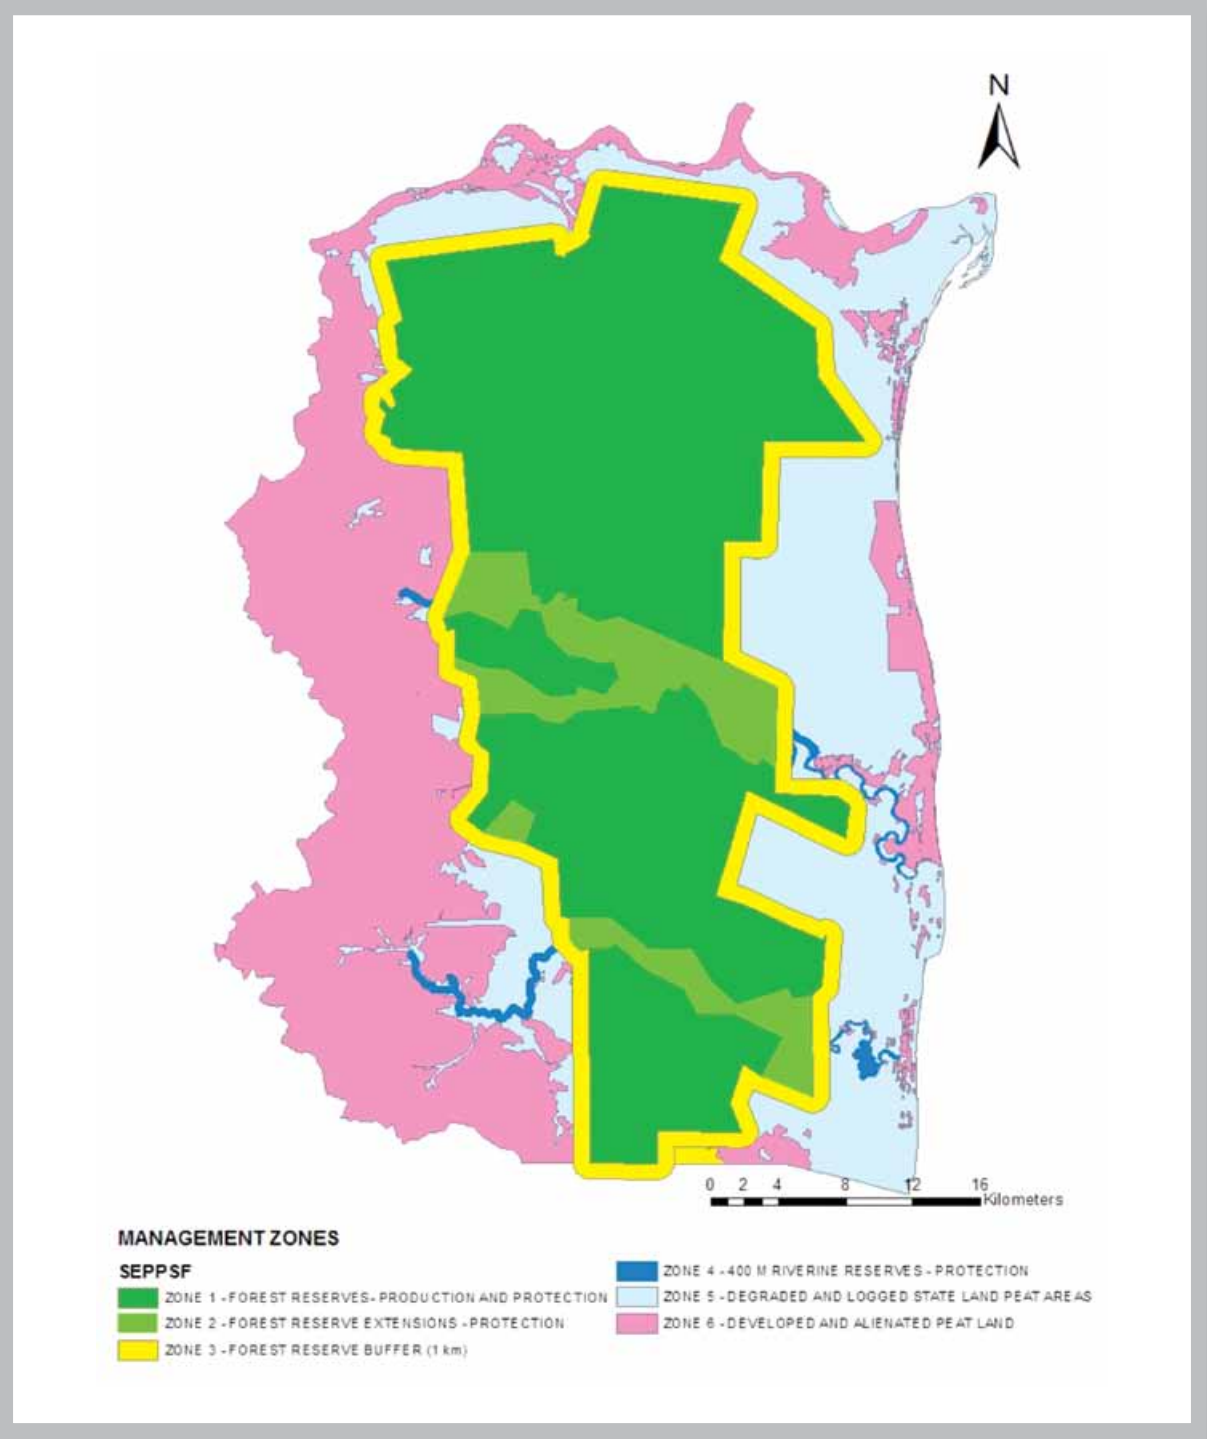 N
0 2 4 8 12 16
Kilometers
MANAGEMENT ZONES
SEPPSF
ZONE 1 - FOREST RESERVES- PRODUCTION AND PROTECTION
ZONE 2 - FOREST RESERVE EXTENSIONS - PROTECTION
ZONE 3 - FOREST RESERVE BUFFER (1 km)
ZONE 4 - 400 M RIVERINE RESERVES - PROTECTION
ZONE 5 - DEGRADED AND LOGGED STATE LAND PEAT AREAS
ZONE 6 - DEVELOPED AND ALIENATED PEAT LAND